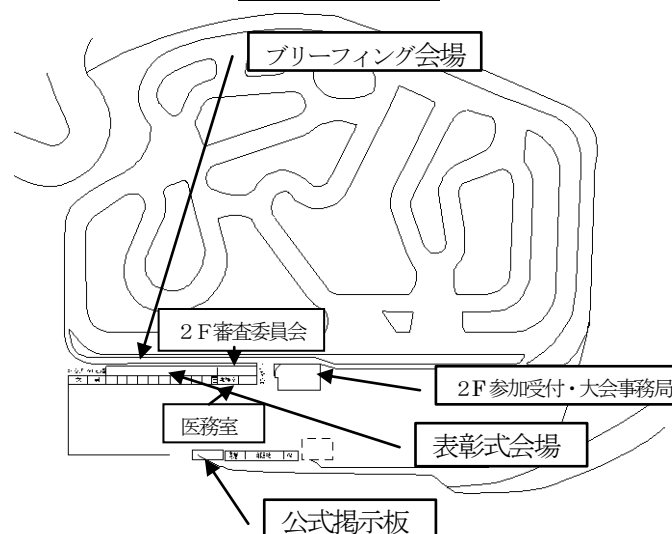 ブリーフィング会場
２Ｆ審査委員会
２Ｆ参加受付・大会事務局
医務室
表彰式会場
公式掲示板